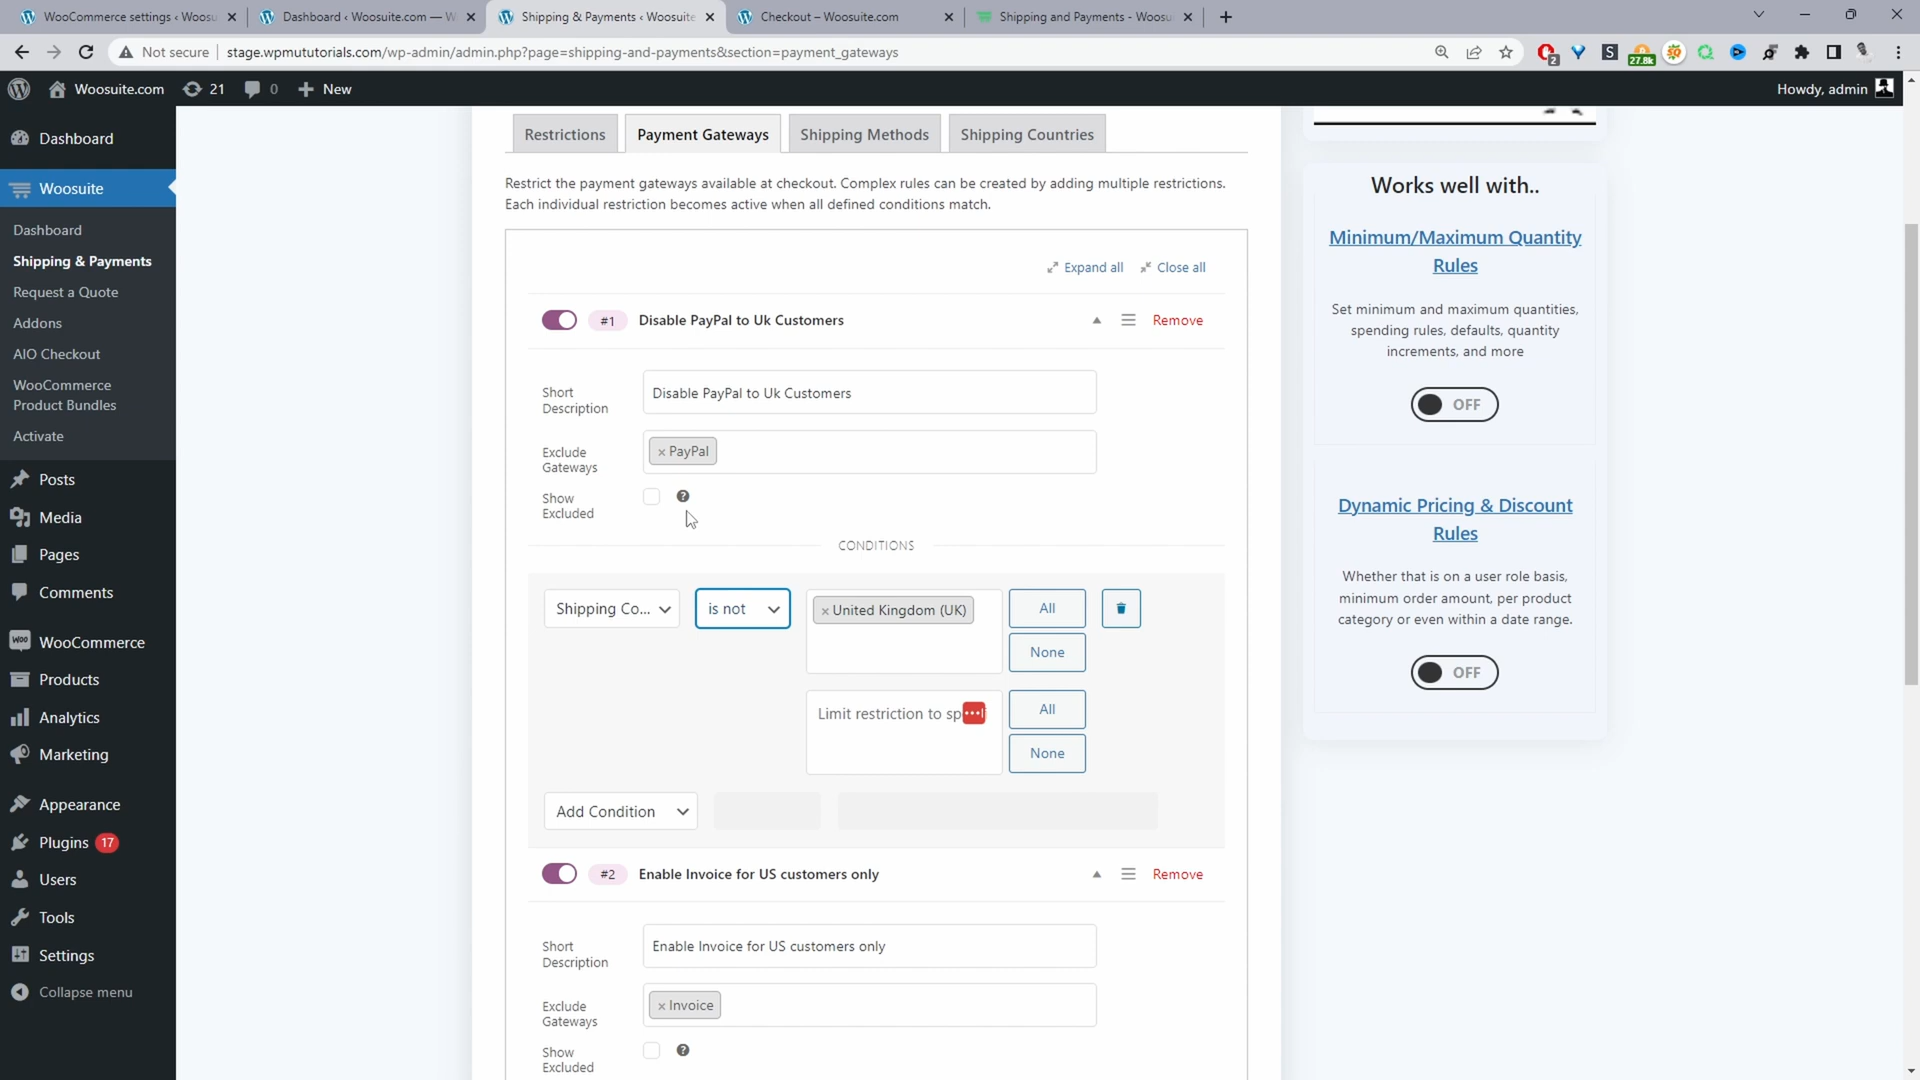 WooCommerce settings ‹ Woosu
Dashboard ‹ Woosuite.com — W
Shipping & Payments ‹ Woosuite
Checkout – Woosuite.com
Shipping and Payments - Woosu
Not secure
stage.wpmututorials.com/wp-admin/admin.php?page=shipping-and-payments&section=payment_gateways
2
S
27.8k
SQ
Woosuite.com
21
0
New
Howdy, admin
Dashboard
Woosuite
Dashboard
Shipping & Payments
Request a Quote
Addons
AIO Checkout
WooCommerce
Product Bundles
Activate
Posts
Media
Pages
Comments
Woo
WooCommerce
Products
Analytics
Marketing
Appearance
Plugins 17
Users
Tools
Settings
Collapse menu
Restrictions
Payment Gateways
Shipping Methods
Shipping Countries
Restrict the payment gateways available at checkout. Complex rules can be created by adding multiple restrictions.
Each individual restriction becomes active when all defined conditions match.
Expand all
Close all
#1
Disable PayPal to Uk Customers
Remove
Short
Description
Disable PayPal to Uk Customers
Exclude
Gateways
× PayPal
Show
Excluded
?
CONDITIONS
Shipping Co...
is not
× United Kingdom (UK)
All
None
Limit restriction to sp
All
None
Add Condition
#2
Enable Invoice for US customers only
Remove
Short
Description
Enable Invoice for US customers only
Exclude
Gateways
× Invoice
Show
Excluded
?
Works well with..
Minimum/Maximum Quantity
Rules
Set minimum and maximum quantities,
spending rules, defaults, quantity
increments, and more
OFF
Dynamic Pricing & Discount
Rules
Whether that is on a user role basis,
minimum order amount, per product
category or even within a date range.
OFF